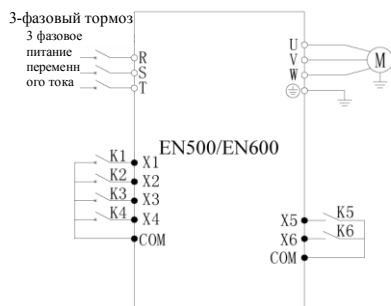 3-фазовый тормоз
3 фазовое
питание
переменн
ого тока
R
S
T
U
V
W
M
EN500/EN600
K1
X1
K2
X2
K3
X3
K4
X4
COM
X5
K5
X6
K6
COM